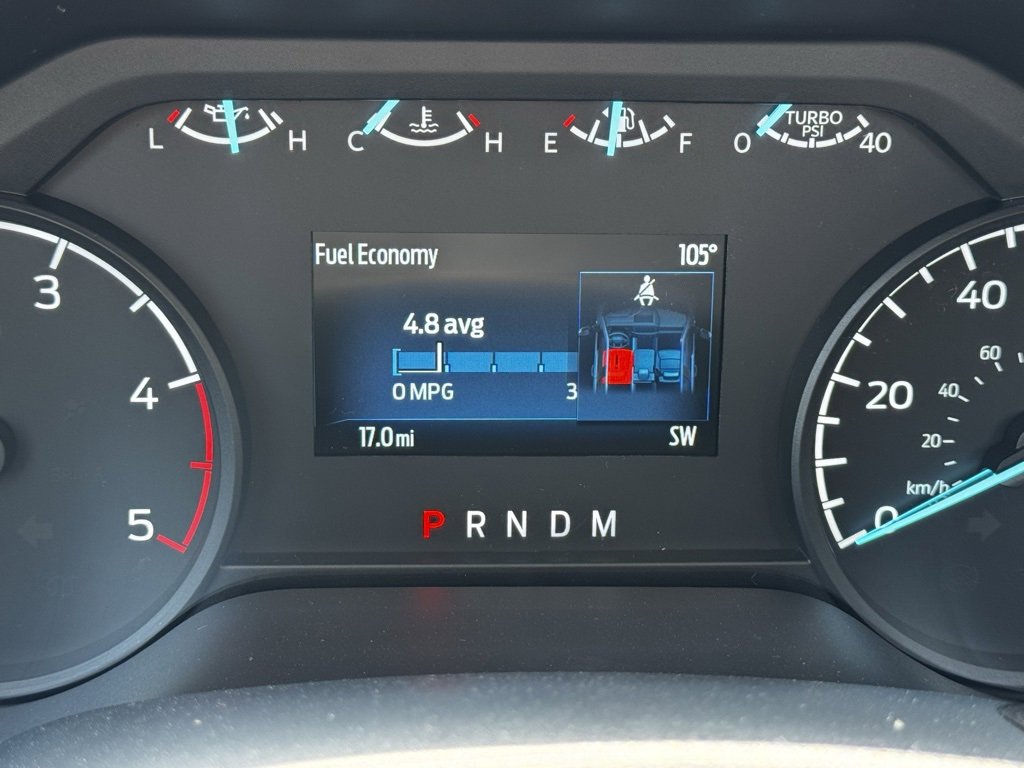 L H C H E F 0 TURBO PSI 40
Fuel Economy 105°
4.8 avg
0 MPG 3
17.0 mi SW
P R N D M
3
4
5
40
20
0
60
40
20
km/h